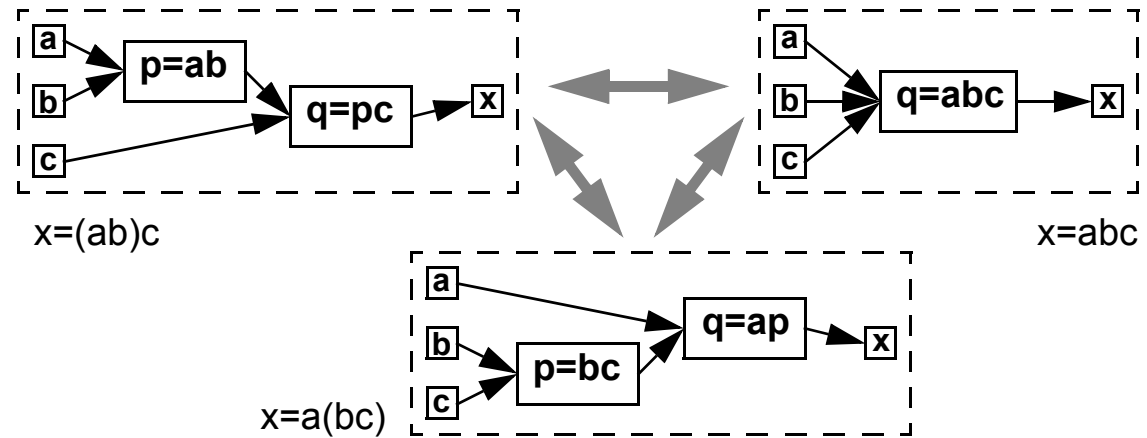 a
b
c
p=ab
q=pc
x
x=(ab)c
a
b
c
q=abc
x
x=abc
a
b
c
p=bc
q=ap
x
x=a(bc)